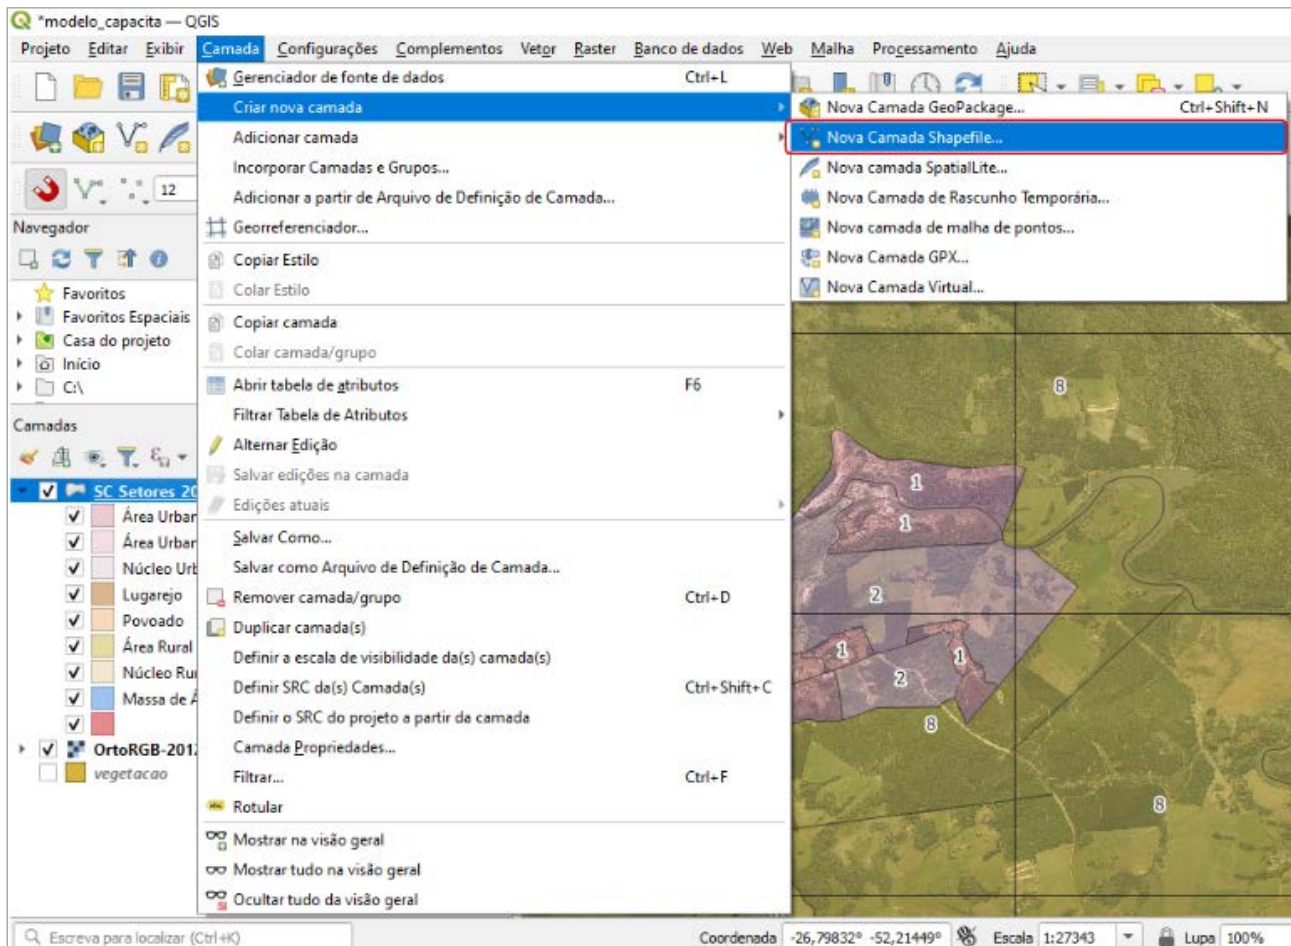 *modelo_capacita — QGIS
Projeto Editar Exibir Camada Configurações Complementos Vetor Raster Banco de dados Web Malha Processamento Ajuda
Gerenciador de fonte de dados Ctrl+L
Criar nova camada
Adicionar camada
Incorporar Camadas e Grupos...
Adicionar a partir de Arquivo de Definição de Camada...
Georreferenciador...
Copiar Estilo
Colar Estilo
Copiar camada
Colar camada/grupo
Abrir tabela de atributos F6
Filtrar Tabela de Atributos
Alternar Edição
Salvar edições na camada
Edições atuais
Salvar Como...
Salvar como Arquivo de Definição de Camada...
Remover camada/grupo Ctrl+D
Duplicar camada(s)
Definir a escala de visibilidade da(s) camada(s)
Definir SRC da(s) Camada(s) Ctrl+Shift+C
Definir o SRC do projeto a partir da camada
Camada Propriedades...
Filtrar... Ctrl+F
Rotular
Mostrar na visão geral
Mostrar tudo na visão geral
Ocultar tudo da visão geral
Nova Camada GeoPackage... Ctrl+Shift+N
Nova Camada Shapefile...
Nova camada SpatialLite...
Nova Camada de Rascunho Temporária...
Nova camada de malha de pontos...
Nova Camada GPX...
Nova Camada Virtual...
12
Navegador
Favoritos
Favoritos Espaciais
Casa do projeto
Início
C:\
Camadas
SC Setores 20
Área Urbar
Área Urbar
Núcleo Urb
Lugarejo
Povoado
Área Rural
Núcleo Rur
Massa de Á
OrtoRGB-2012
vegetacao
8
1
1
2
1
1
2
8
8
Escreva para localizar (Ctrl+K)
Coordenada -26,79832° -52,21449° Escala 1:27343 Lupa 100%